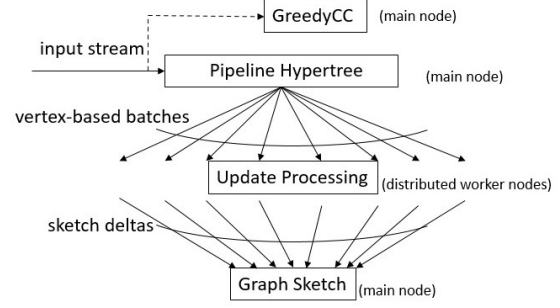 GreedyCC (main node)
input stream
Pipeline Hypertree (main node)
vertex-based batches
Update Processing (distributed worker nodes)
sketch deltas
Graph Sketch (main node)